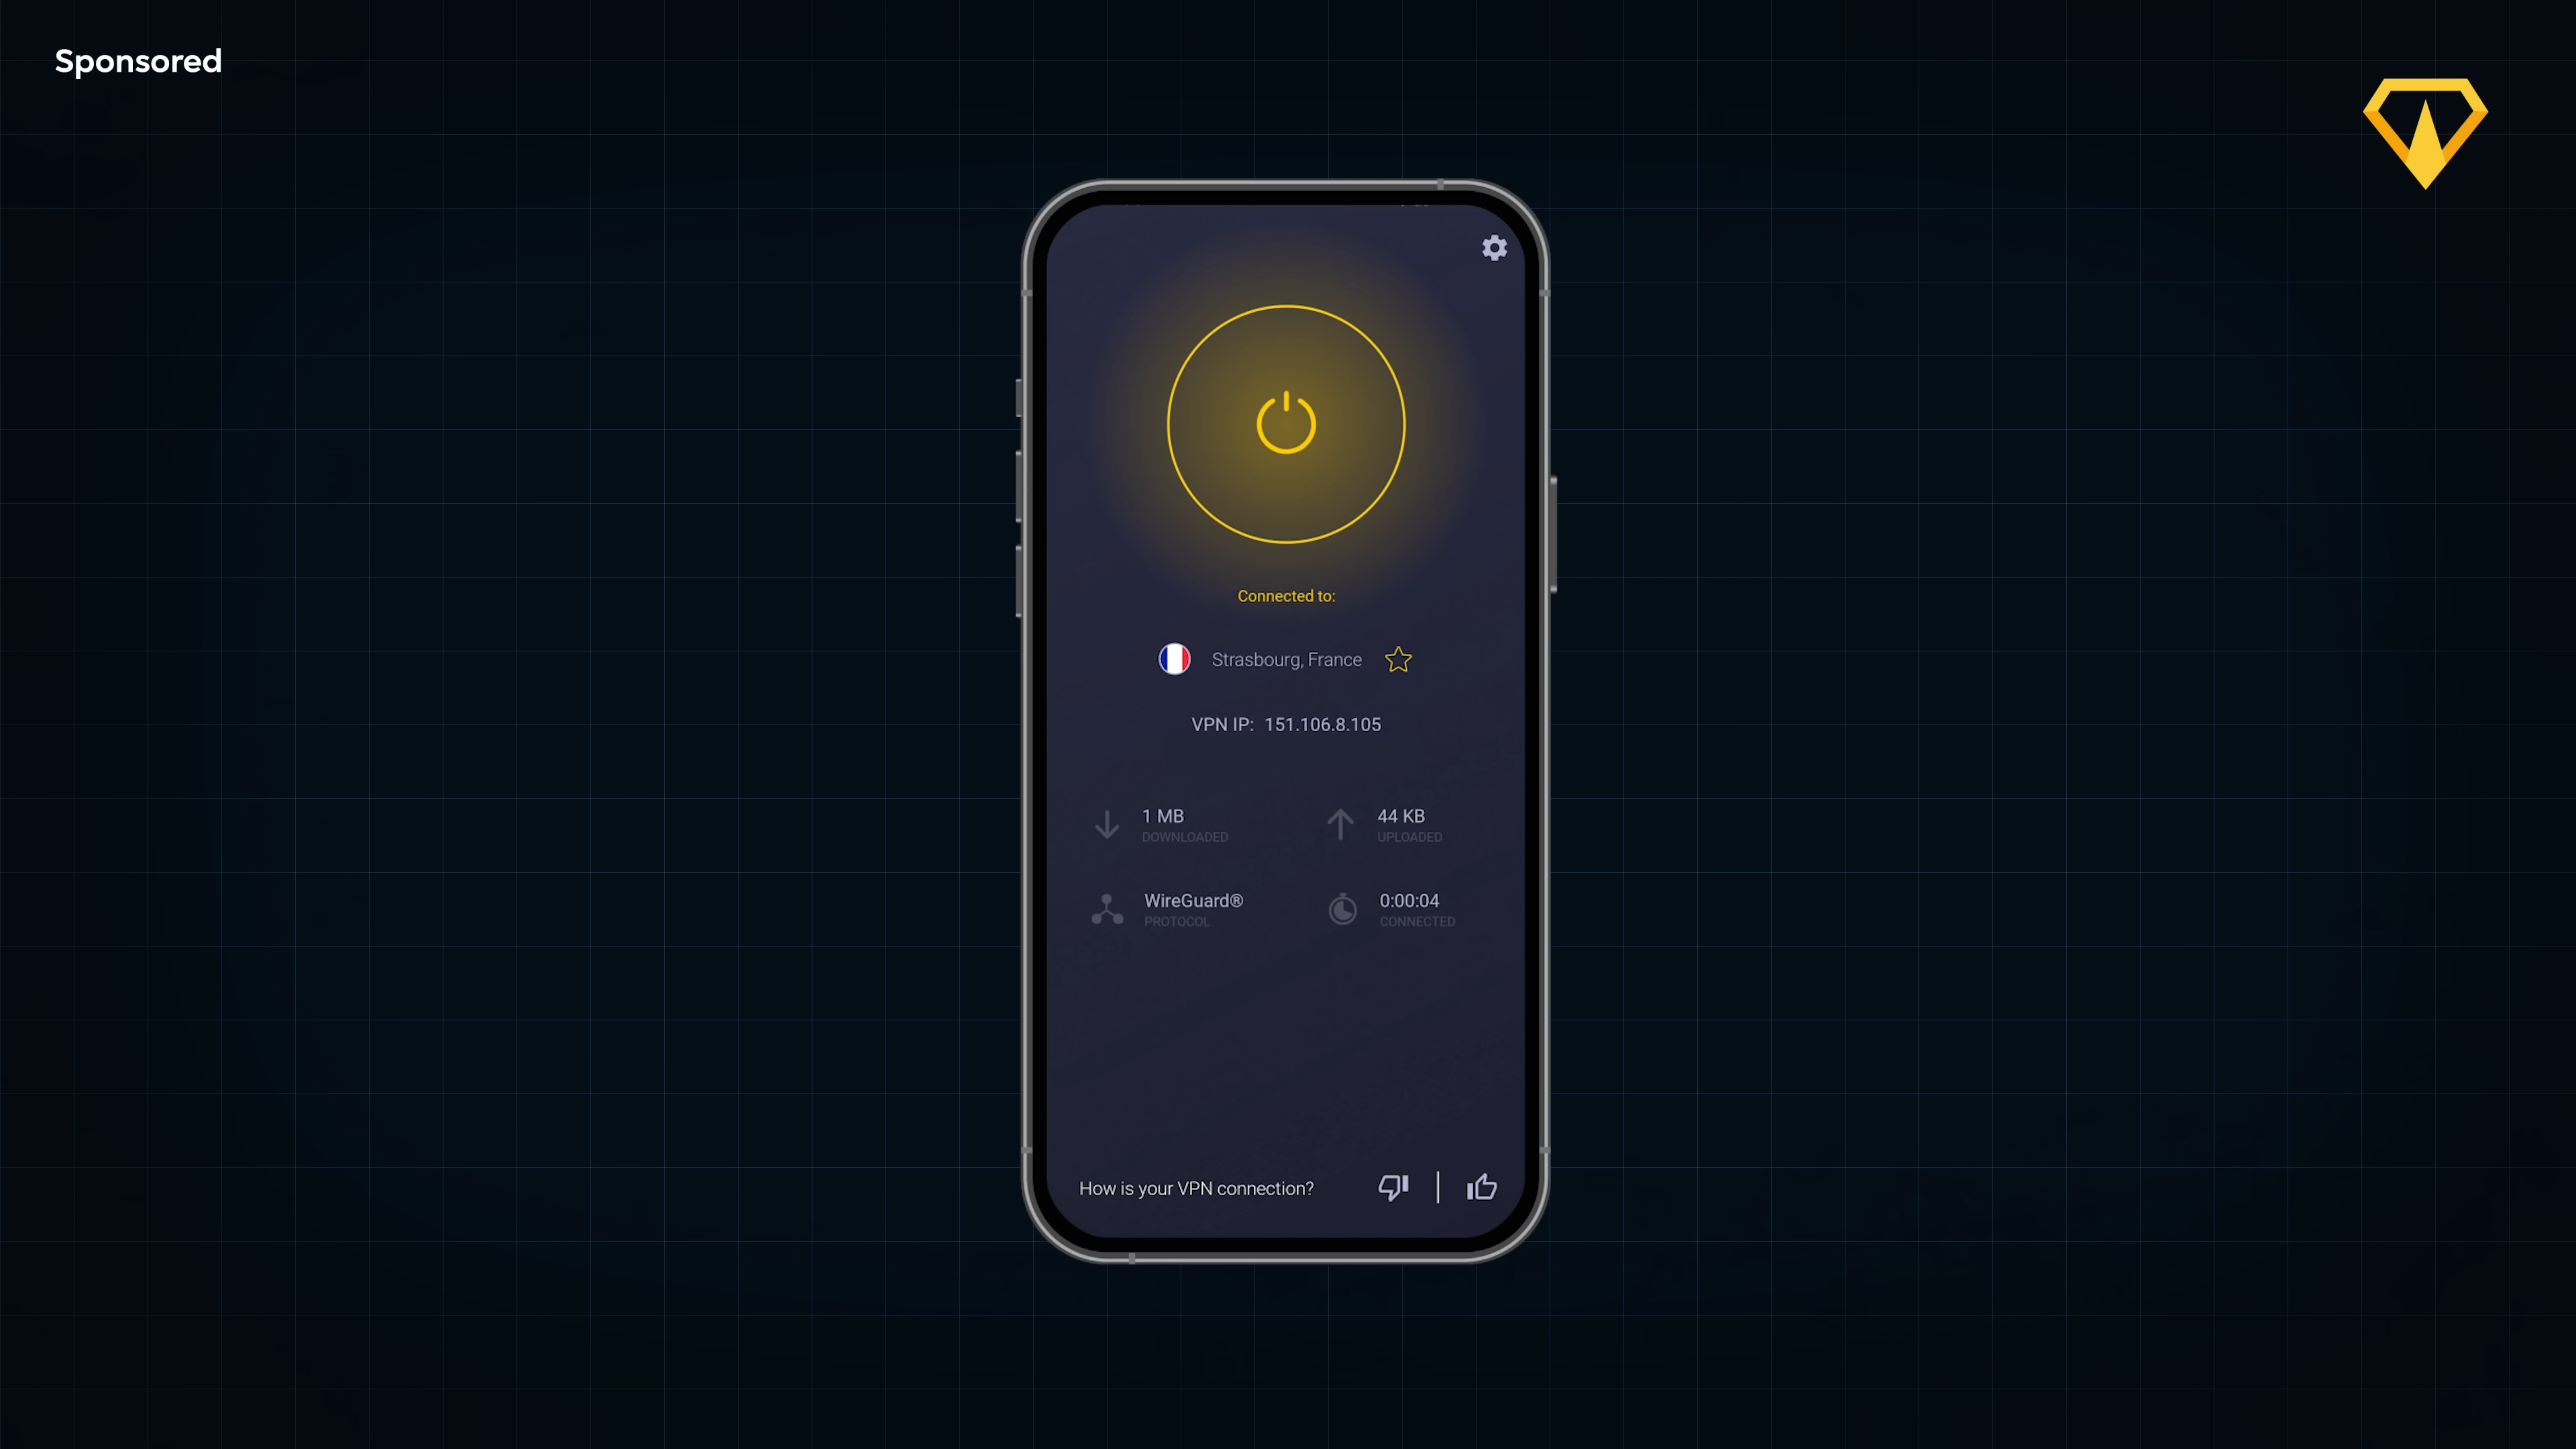 Sponsored
Connected to:
Strasbourg, France
VPN IP: 151.106.8.105
1 MB
DOWNLOADED
44 KB
UPLOADED
WireGuard®
PROTOCOL
0:00:04
CONNECTED
How is your VPN connection?